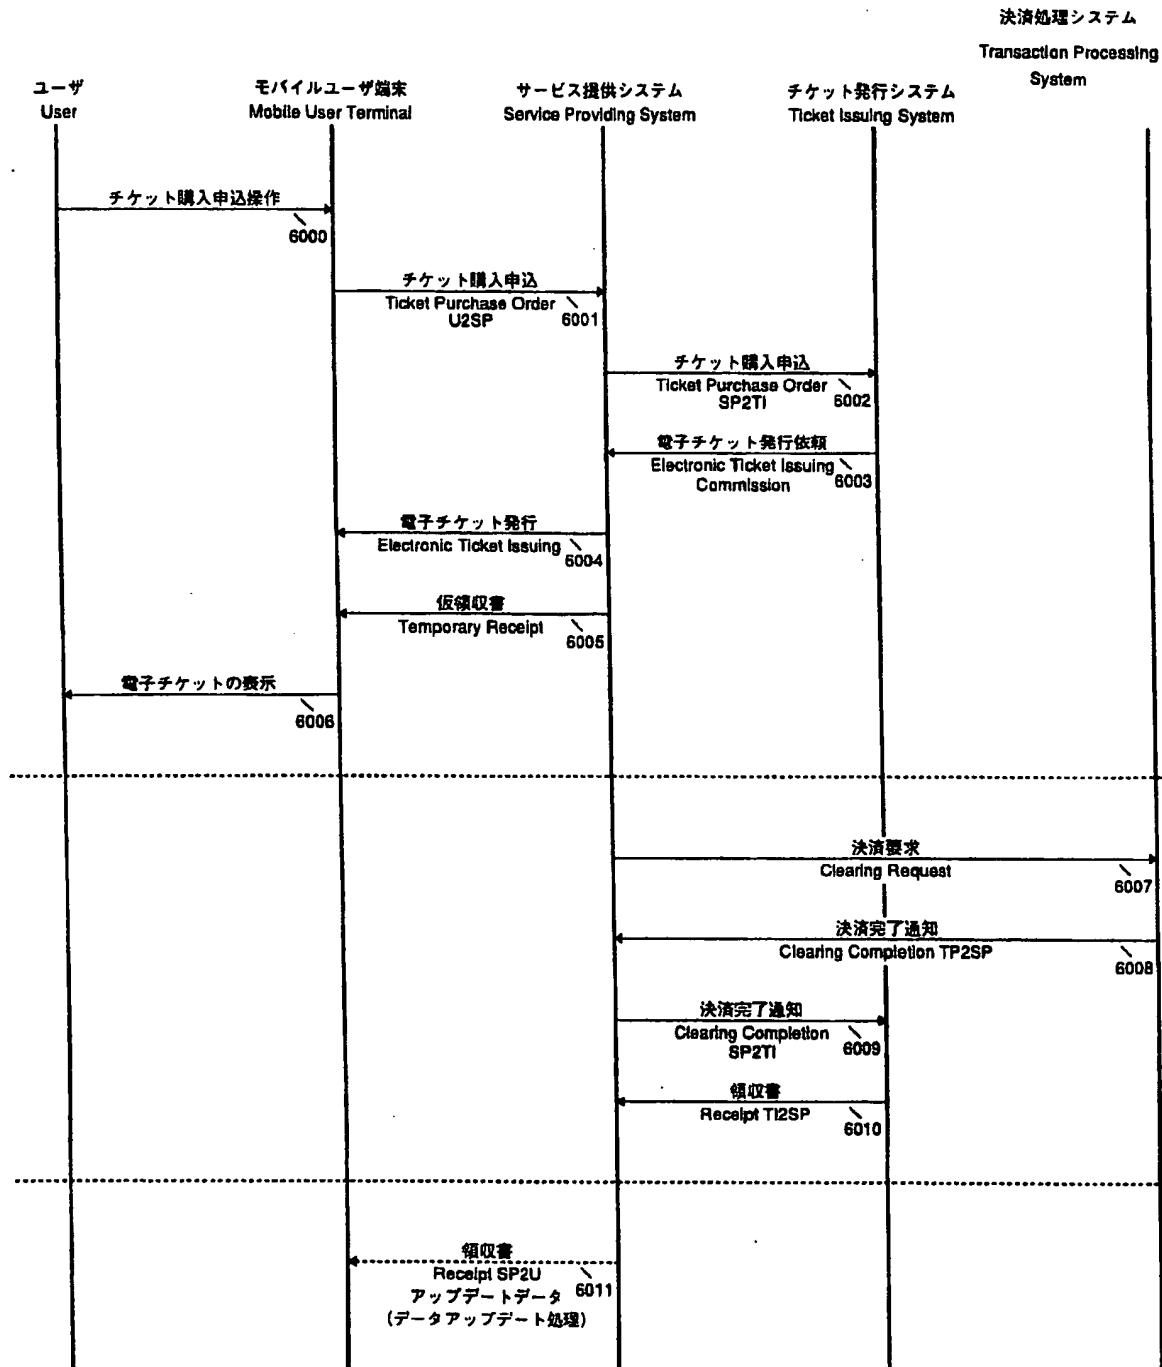 決済処理システム
Transaction Processing
System
ユーザ
User
モバイルユーザ端末
Mobile User Terminal
サービス提供システム
Service Providing System
チケット発行システム
Ticket Issuing System
チケット購入申込操作
6000
チケット購入申込
Ticket Purchase Order
U2SP
6001
チケット購入申込
Ticket Purchase Order
SP2TI
6002
電子チケット発行依頼
Electronic Ticket Issuing
Commission
6003
電子チケット発行
Electronic Ticket Issuing
6004
仮領収書
Temporary Receipt
6005
電子チケットの表示
6006
決済要求
Clearing Request
6007
決済完了通知
Clearing Completion TP2SP
6008
決済完了通知
Clearing Completion
SP2TI
6009
領収書
Receipt TI2SP
6010
領収書
Receipt SP2U
6011
アップデートデータ
(データアップデート処理)